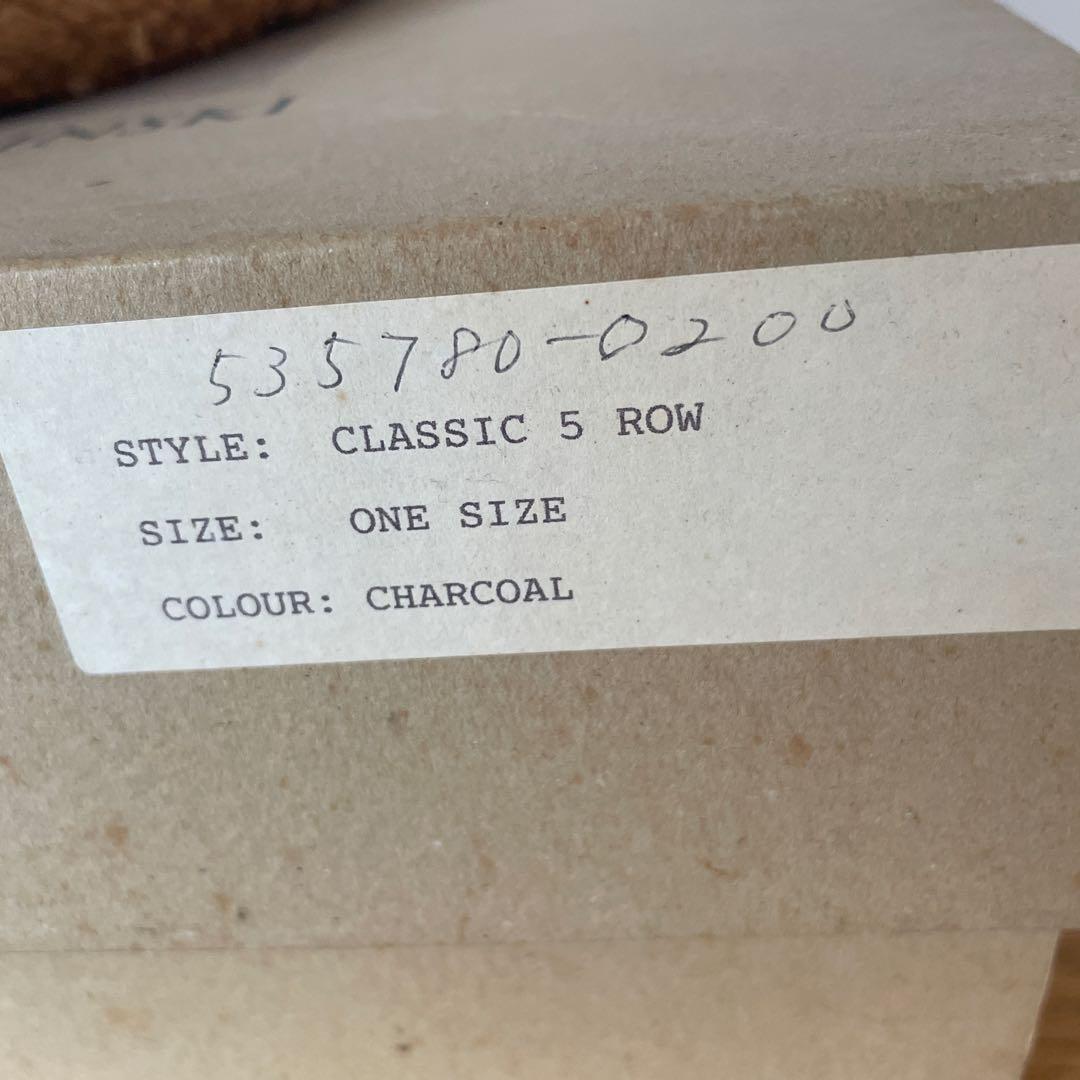 535780-0200
STYLE: CLASSIC 5 ROW
SIZE: ONE SIZE
COLOUR: CHARCOAL